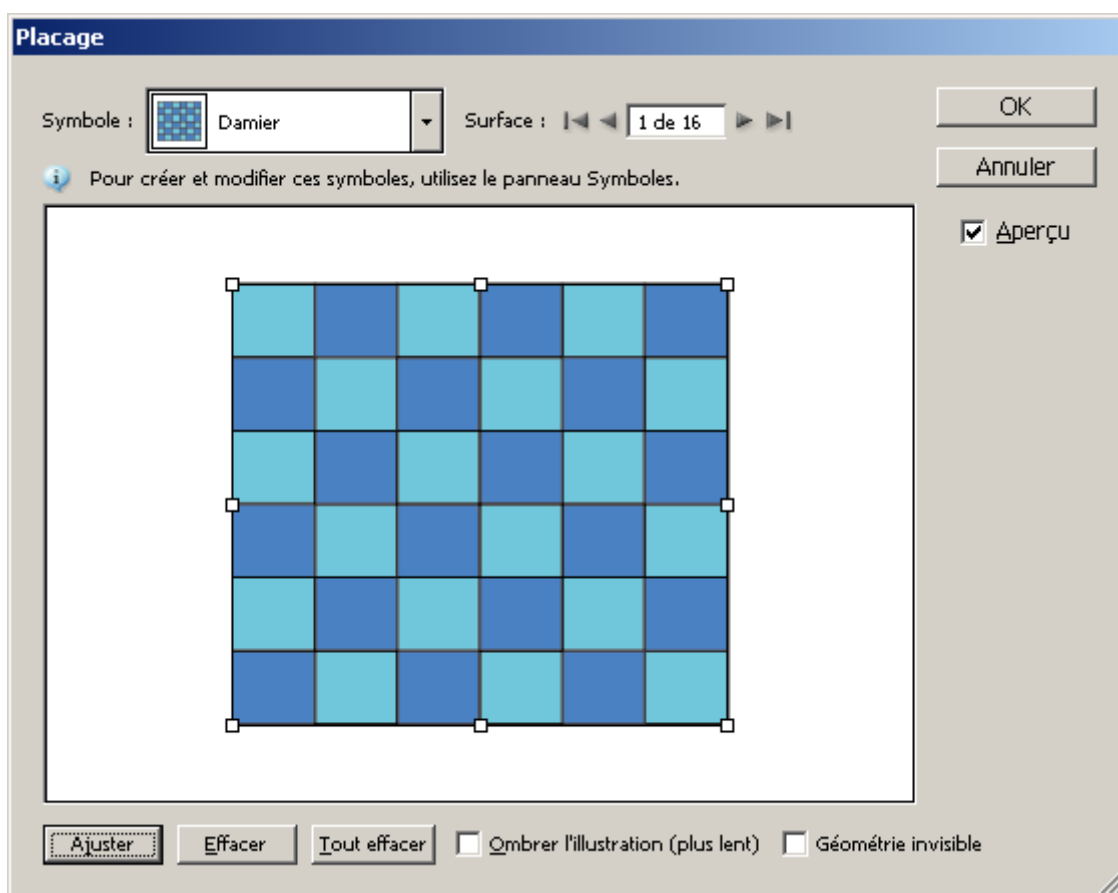 Placage
Symbole : Damier Surface : 1 de 16 OK
Pour créer et modifier ces symboles, utilisez le panneau Symboles. Annuler
Aperçu
Ajuster Effacer Tout effacer Ombrer l'illustration (plus lent) Géométrie invisible